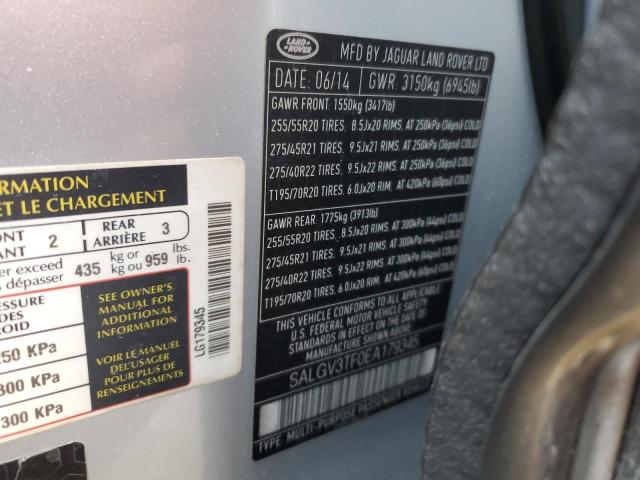 LAND
ROVER
MFD BY JAGUAR LAND ROVER LTD
DATE: 06/14 GWR: 3150kg (6945lb)
GAWR FRONT: 1550kg (3417lb)
255/55R20 TIRES. 8.5Jx20 RIMS. AT 250kPa (36psi) COLD
275/45R21 TIRES. 9.5Jx21 RIMS. AT 250kPa (36psi) COLD
275/40R22 TIRES. 9.5Jx22 RIMS. AT 250kPa (36psi) COLD
T195/70R20 TIRES. 6.0Jx20 RIM. AT 420kPa (60psi) COLD
GAWR REAR: 1775kg (3913lb)
255/55R20 TIRES. 8.5Jx20 RIMS. AT 300kPa (44psi) COLD
275/45R21 TIRES. 9.5Jx21 RIMS. AT 300kPa (44psi) COLD
275/40R22 TIRES. 9.5Jx22 RIMS. AT 300kPa (44psi) COLD
T195/70R20 TIRES. 6.0Jx20 RIM. AT 420kPa (60psi) COLD
THIS VEHICLE CONFORMS TO ALL APPLICABLE
U.S. FEDERAL MOTOR VEHICLE SAFETY
STANDARDS IN EFFECT ON THE DATE OF
MANUFACTURE SHOWN ABOVE.
SALGV3TF0EA179345
TYPE: MULTI-PURPOSE PASSENGER VEHICLE
ORMATION
ET LE CHARGEMENT
ONT
ANT 2
REAR
ARRIÈRE 3
er exceed
dépasser 435 kg or
kg ou 959 lbs.
lb.
ESSURE
DES
ROID
250 KPa
300 KPa
300 KPa
SEE OWNER'S
MANUAL FOR
ADDITIONAL
INFORMATION
VOIR LE MANUEL
DE L'USAGER
POUR PLUS DE
RENSEIGNEMENTS
LG179345